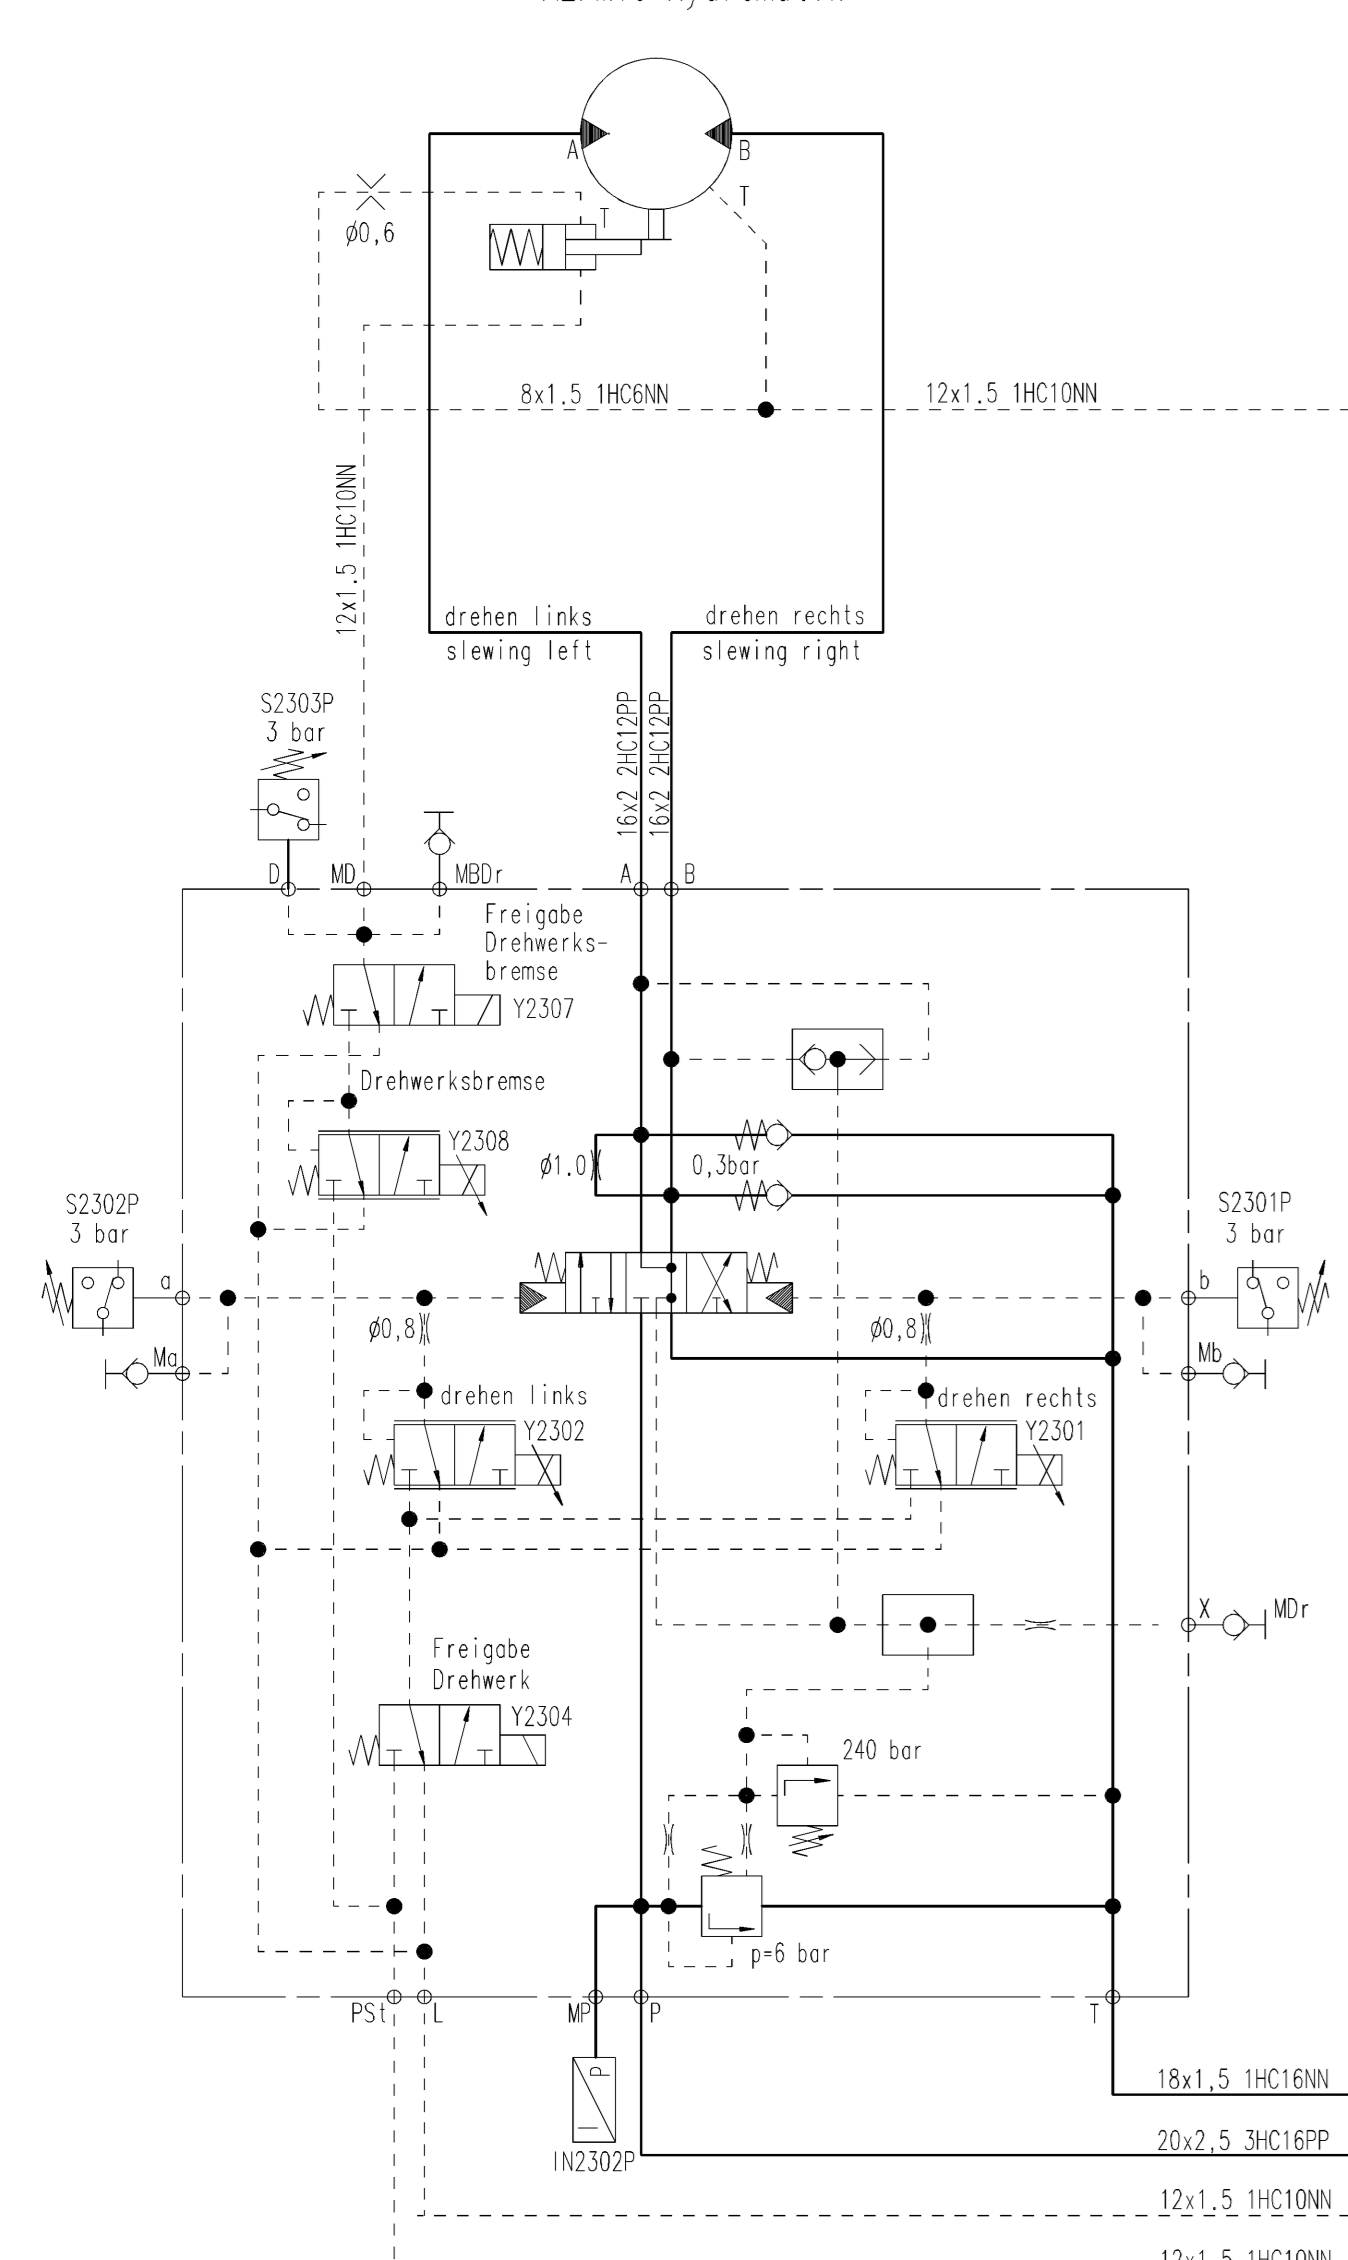 A
B
T
T
ø0,6
8x1.5 1HC6NN
12x1.5 1HC10NN
12x1.5 1HC10NN
drehen links
slewing left
drehen rechts
slewing right
S2303P
3 bar
16x2 2HC12PP
16x2 2HC12PP
D
MD
MBDr
A
B
Freigabe
Drehwerks-
bremse
Y2307
Drehwerksbremse
Y2308
ø1.0
0,3bar
S2302P
3 bar
S2301P
3 bar
a
b
ø0,8
ø0,8
Ma
Mb
drehen links
Y2302
drehen rechts
Y2301
X
MDr
Freigabe
Drehwerk
Y2304
240 bar
p=6 bar
PSt
L
MP
P
T
P
I
IN2302P
18x1,5 1HC16NN
20x2,5 3HC16PP
12x1.5 1HC10NN
12x1.5 1HC10NN